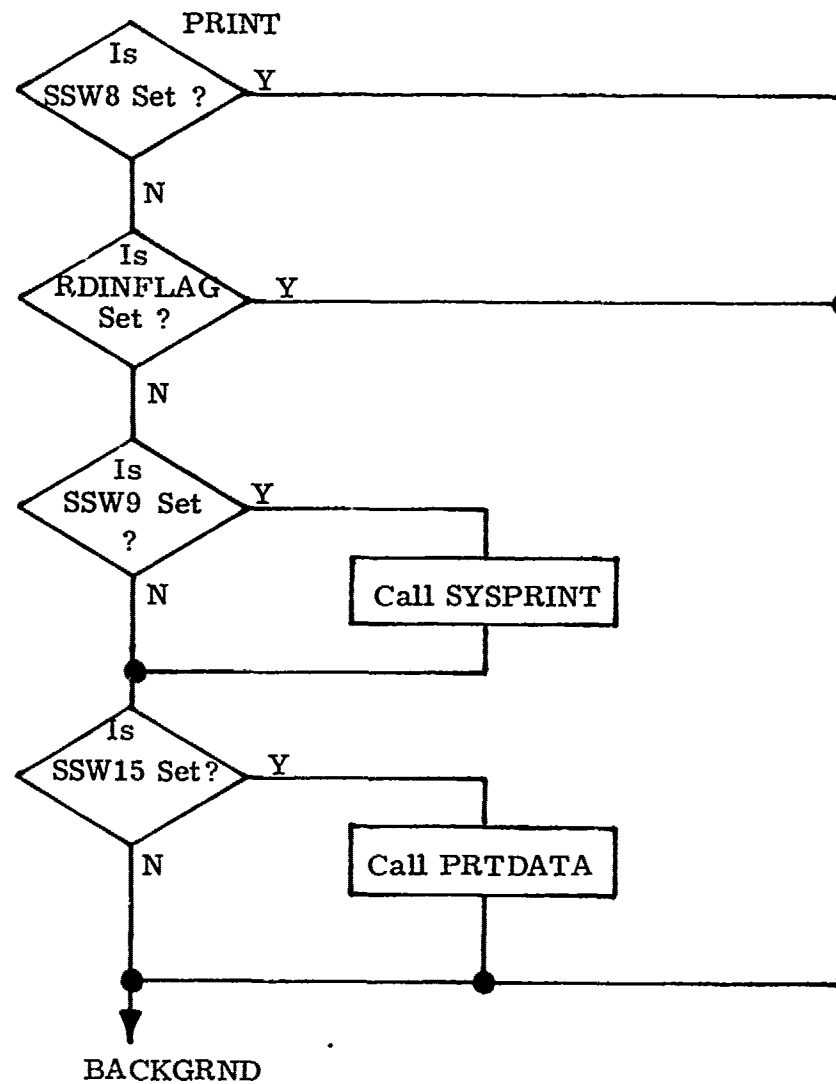 PRINT
Is
SSW8 Set ?
Y
N
Is
RDINFLAG
Set ?
Y
N
Is
SSW9 Set
?
Y
N
Call SYSPRINT
Is
SSW15 Set?
Y
N
Call PRTDATA
BACKGRND